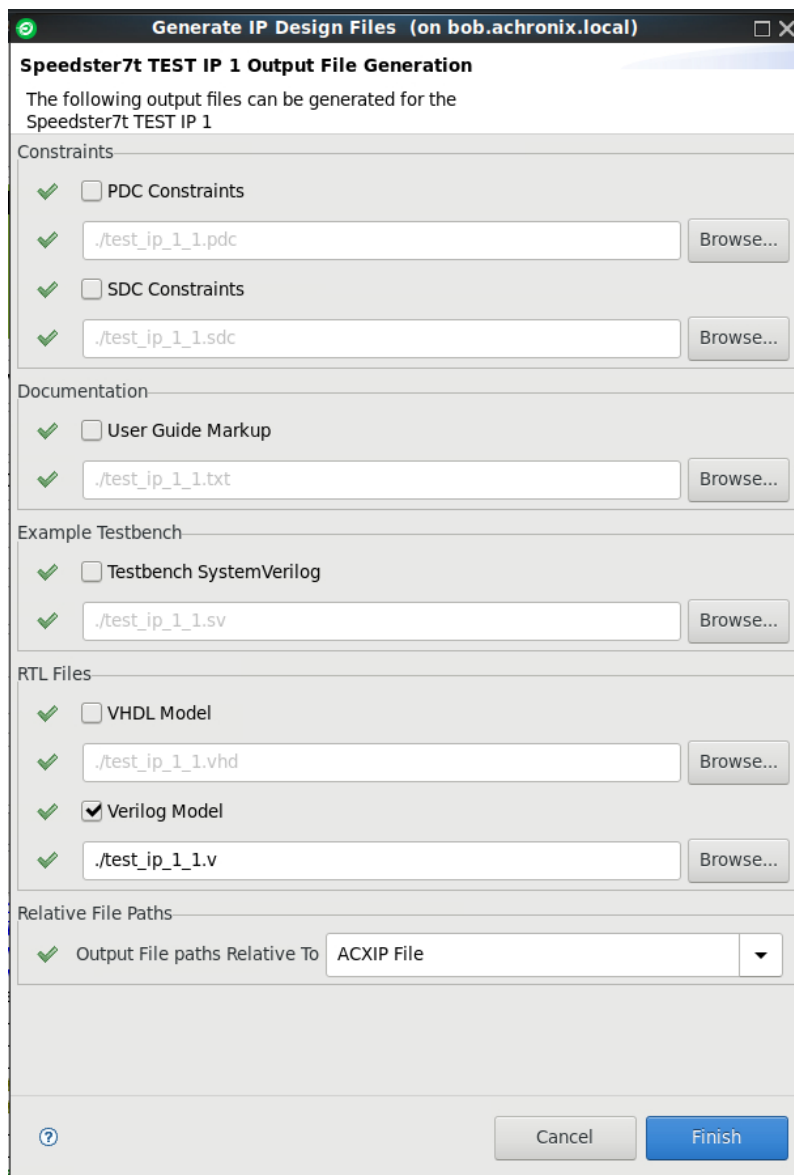 Generate IP Design Files (on bob.achronix.local)
Speedster7t TEST IP 1 Output File Generation
The following output files can be generated for the
Speedster7t TEST IP 1
Constraints
PDC Constraints
./test_ip_1_1.pdc Browse...
SDC Constraints
./test_ip_1_1.sdc Browse...
Documentation
User Guide Markup
./test_ip_1_1.txt Browse...
Example Testbench
Testbench SystemVerilog
./test_ip_1_1.sv Browse...
RTL Files
VHDL Model
./test_ip_1_1.vhd Browse...
Verilog Model
./test_ip_1_1.v Browse...
Relative File Paths
Output File paths Relative To ACXIP File
? Cancel Finish